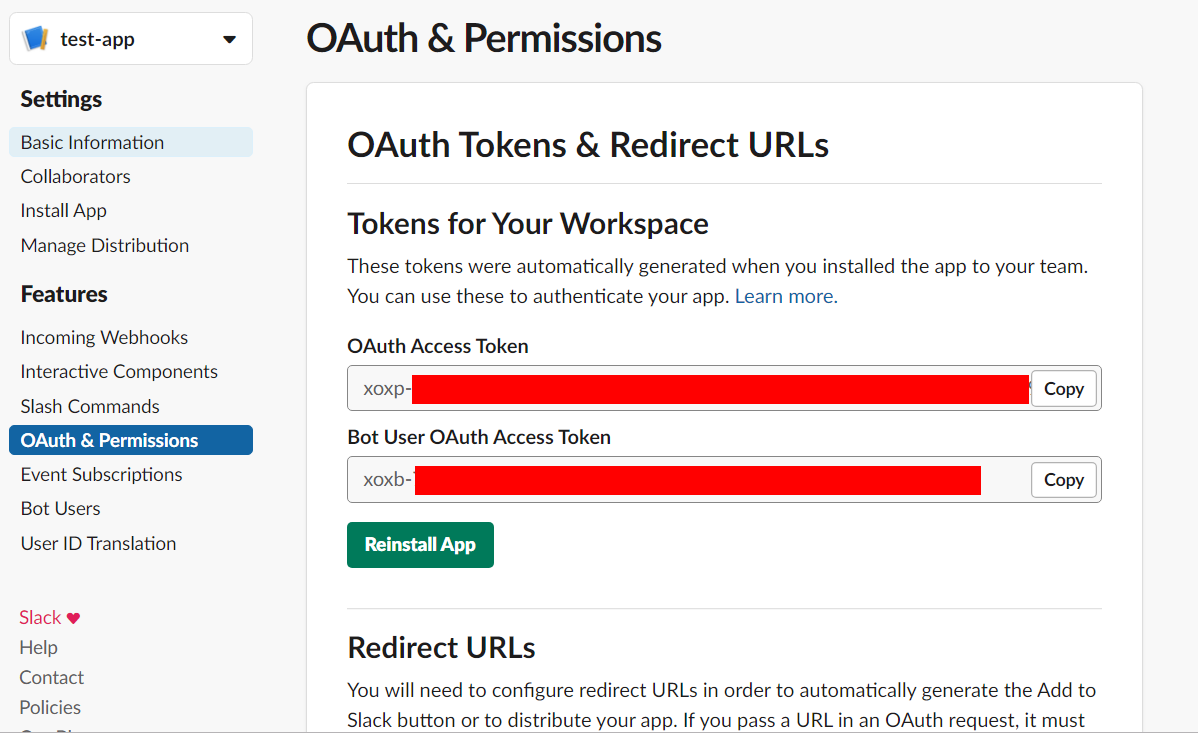 test-app
Settings
Basic Information
Collaborators
Install App
Manage Distribution
Features
Incoming Webhooks
Interactive Components
Slash Commands
OAuth & Permissions
Event Subscriptions
Bot Users
User ID Translation
Slack
Help
Contact
Policies
OAuth & Permissions
OAuth Tokens & Redirect URLs
Tokens for Your Workspace
These tokens were automatically generated when you installed the app to your team.
You can use these to authenticate your app. Learn more.
OAuth Access Token
xoxp-
Copy
Bot User OAuth Access Token
xoxb-
Copy
Reinstall App
Redirect URLs
You will need to configure redirect URLs in order to automatically generate the Add to
Slack button or to distribute your app. If you pass a URL in an OAuth request, it must